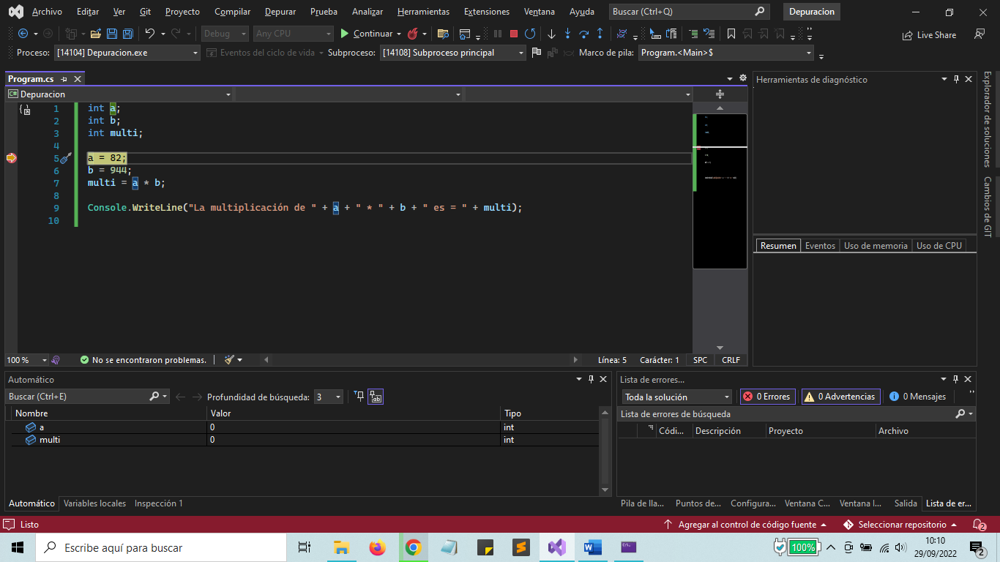 Archivo Editar Ver Git Proyecto Compilar Depurar Prueba Analizar Herramientas Extensiones Ventana Ayuda Buscar (Ctrl+Q) Depuracion
Debug Any CPU Continuar Live Share
Proceso: [14104] Depuracion.exe Eventos del ciclo de vida Subproceso: [14108] Subproceso principal Marco de pila: Program.<Main>$
Program.cs
Depuracion
1 int a;
2 int b;
3 int multi;
4
5 a = 82;
6 b = 944;
7 multi = a * b;
8
9 Console.WriteLine("La multiplicación de " + a + " * " + b + " es = " + multi);
10
100 % No se encontraron problemas. Línea: 5 Carácter: 1 SPC CRLF
Herramientas de diagnóstico
Resumen Eventos Uso de memoria Uso de CPU
Explorador de soluciones
Cambios de GIT
Automático
Buscar (Ctrl+E) Profundidad de búsqueda: 3
Nombre Valor Tipo
a 0 int
multi 0 int
Automático Variables locales Inspección 1
Lista de errores...
Toda la solución 0 Errores 0 Advertencias 0 Mensajes
Lista de errores de búsqueda
Códi... Descripción Proyecto Archivo
Pila de lla... Puntos de... Configura... Ventana C... Ventana I... Salida Lista de er...
Listo Agregar al control de código fuente Seleccionar repositorio 2
Escribe aquí para buscar 100% 10:10
29/09/2022 2